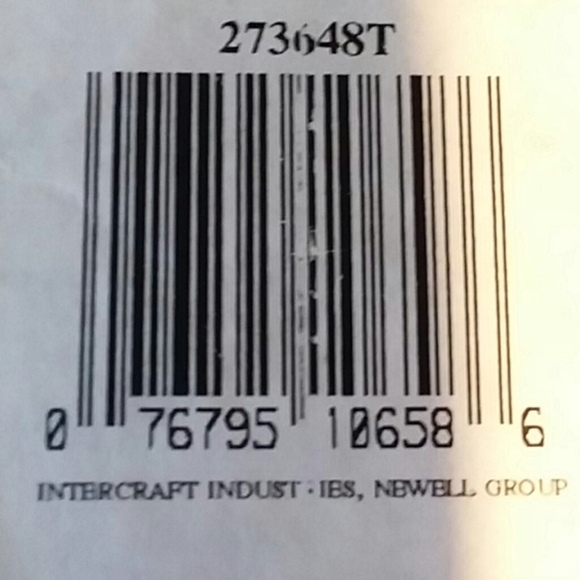 273648T
0 76795 10658 6
INTERCRAFT INDUST·IES, NEWELL GROUP